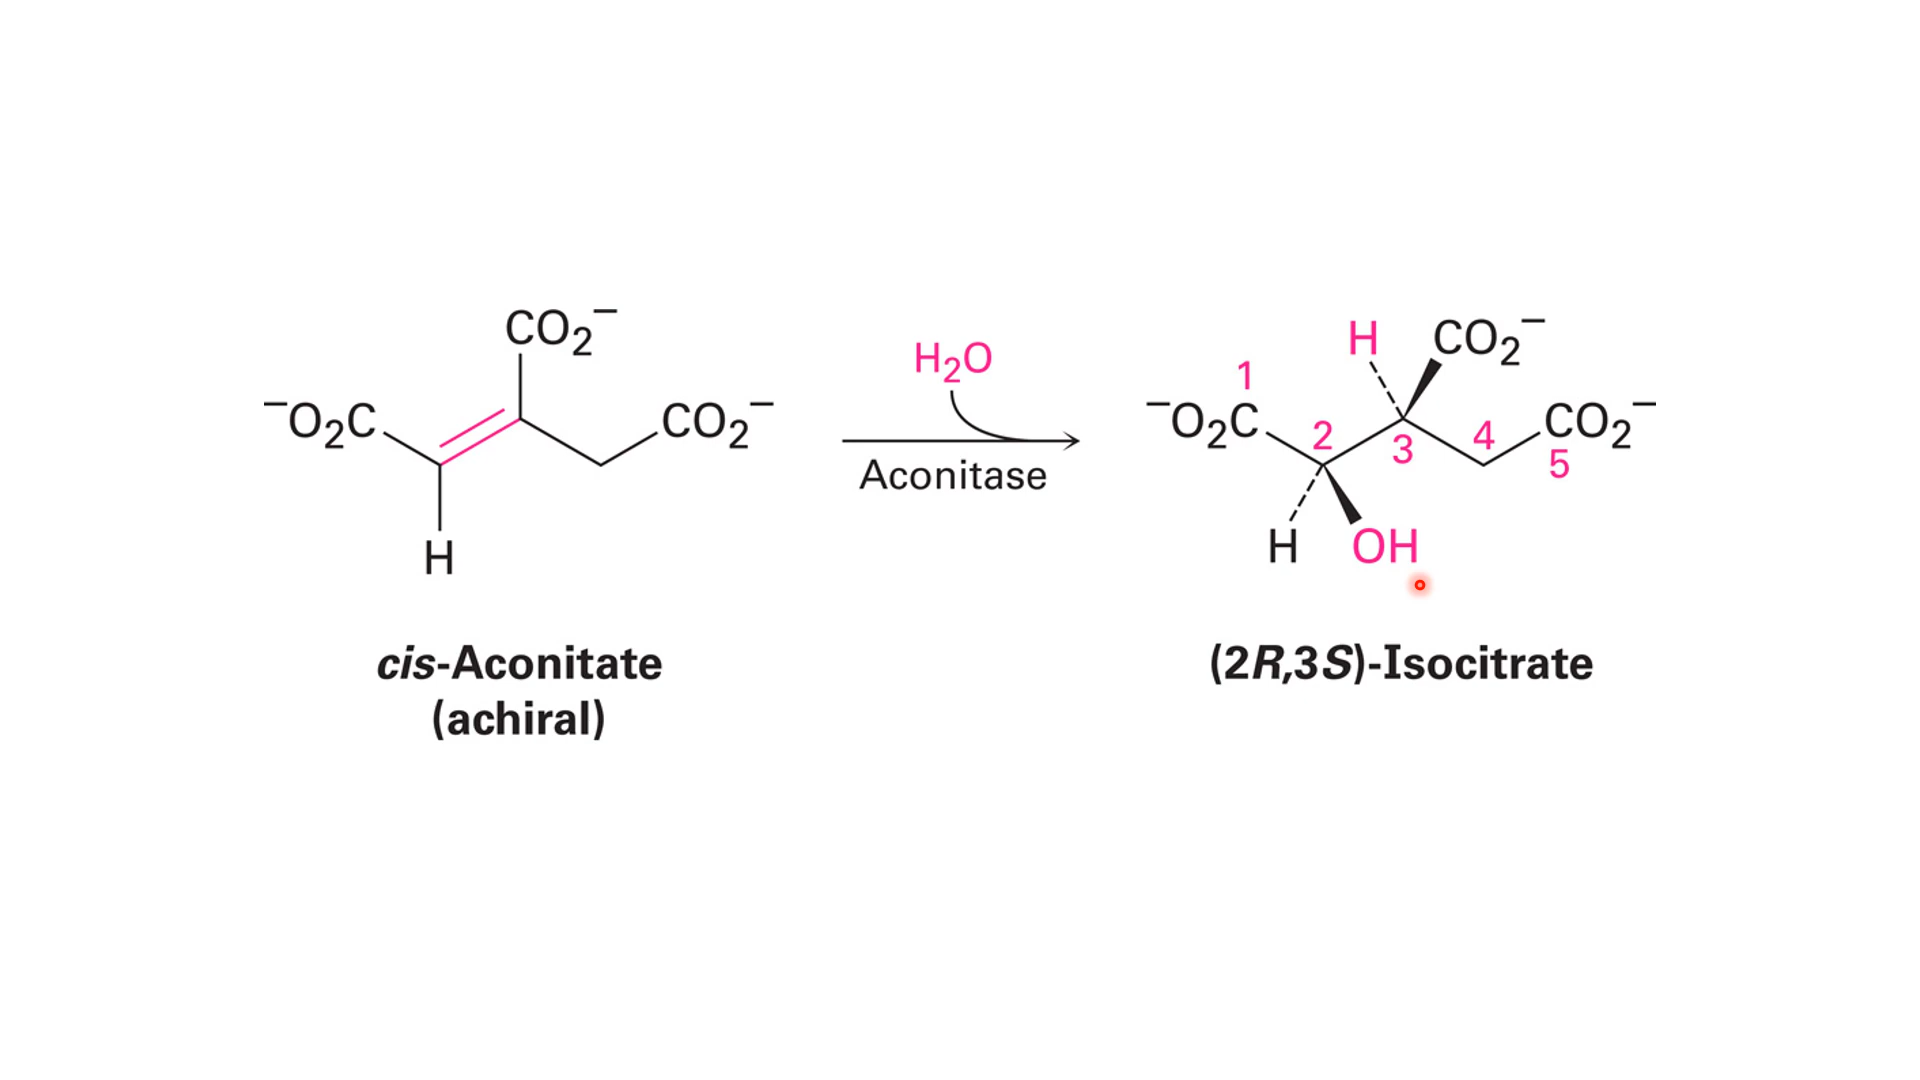 CO₂⁻
⁻O₂C
CO₂⁻
H
cis-Aconitate
(achiral)
H₂O
Aconitase
H
CO₂⁻
1
⁻O₂C
2
3
4
CO₂⁻
5
H
OH
(2R,3S)-Isocitrate